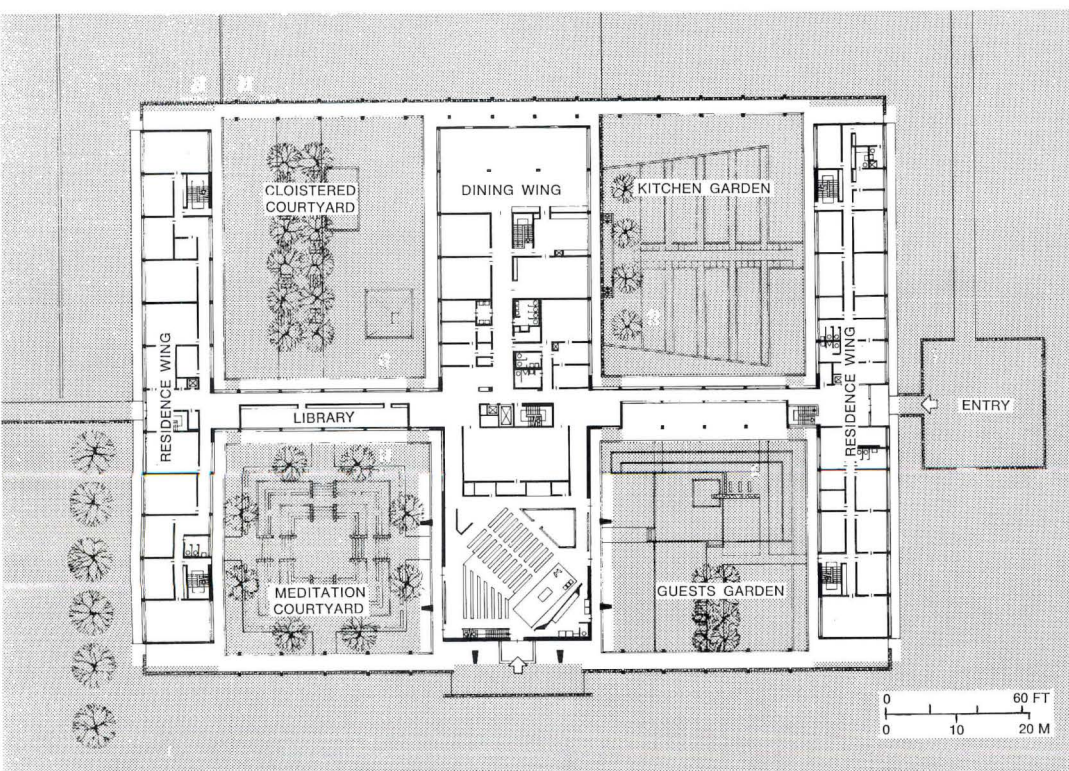 CLOISTERED
COURTYARD
DINING WING
KITCHEN GARDEN
RESIDENCE WING
LIBRARY
RESIDENCE WING
ENTRY
MEDITATION
COURTYARD
GUESTS GARDEN
0 60 FT
0 10 20 M